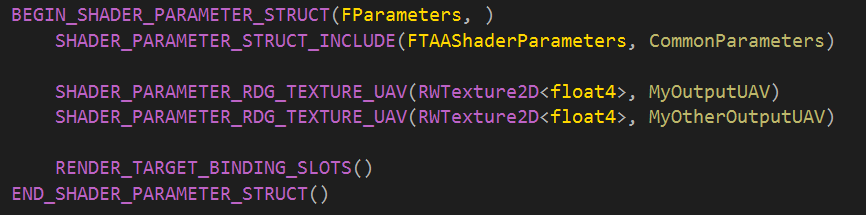 BEGIN_SHADER_PARAMETER_STRUCT(FParameters, )
SHADER_PARAMETER_STRUCT_INCLUDE(FTAAShaderParameters, CommonParameters)
SHADER_PARAMETER_RDG_TEXTURE_UAV(RWTexture2D<float4>, MyOutputUAV)
SHADER_PARAMETER_RDG_TEXTURE_UAV(RWTexture2D<float4>, MyOtherOutputUAV)
RENDER_TARGET_BINDING_SLOTS()
END_SHADER_PARAMETER_STRUCT()